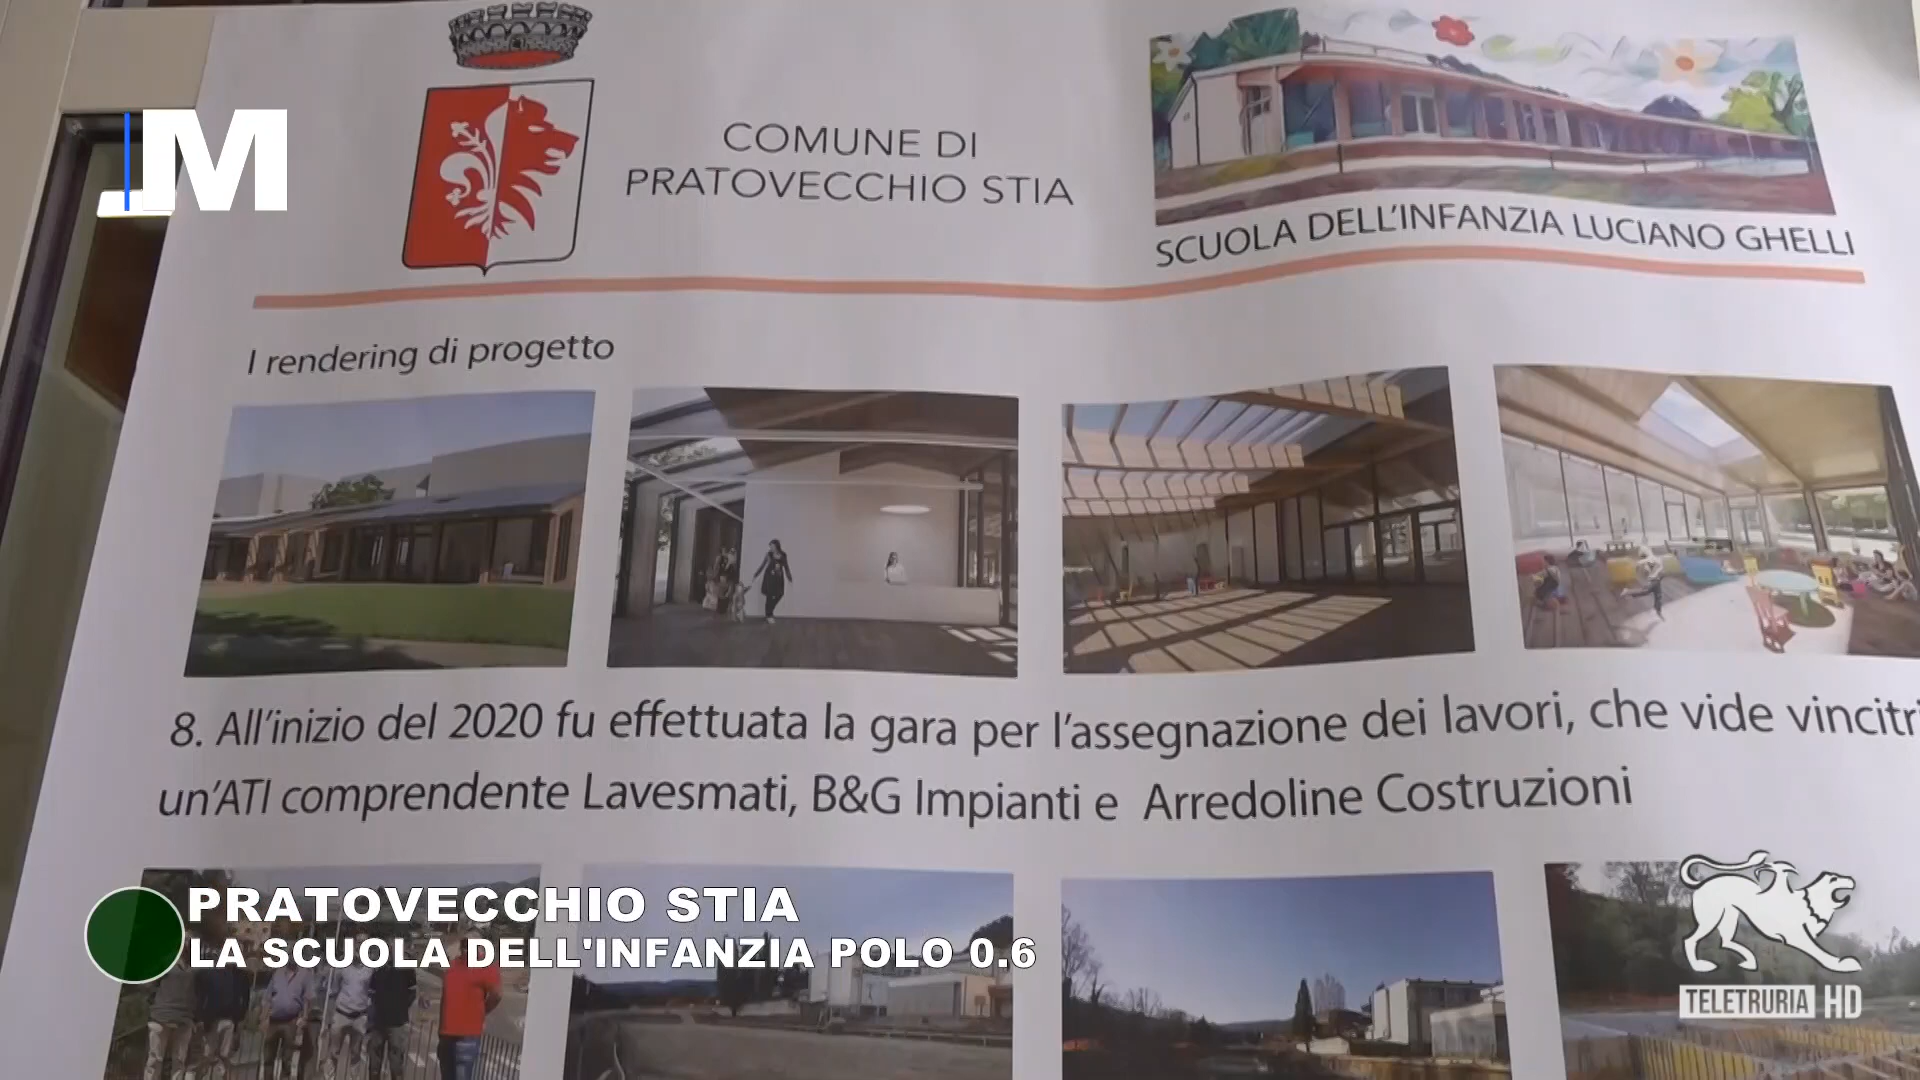 M
COMUNE DI
PRATOVECCHIO STIA
SCUOLA DELL'INFANZIA LUCIANO GHELLI
I rendering di progetto
8. All'inizio del 2020 fu effettuata la gara per l'assegnazione dei lavori, che vide
un'ATI comprendente Lavesmati, B&G Impianti e Arredoline Costruzioni
PRATOVECCHIO STIA
LA SCUOLA DELL'INFANZIA POLO 0.6
TELETRURIA HD